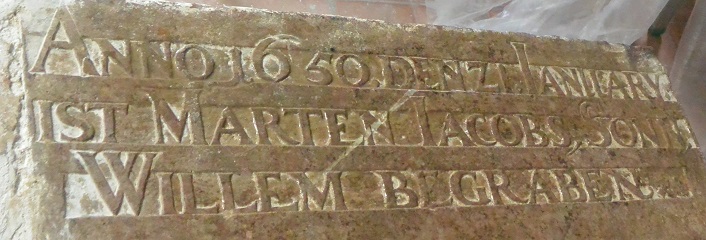 ANNO 1650 DEN 21 IANUARY
IST MARTEN IACOBS SON
WILLEM BEGRABEN